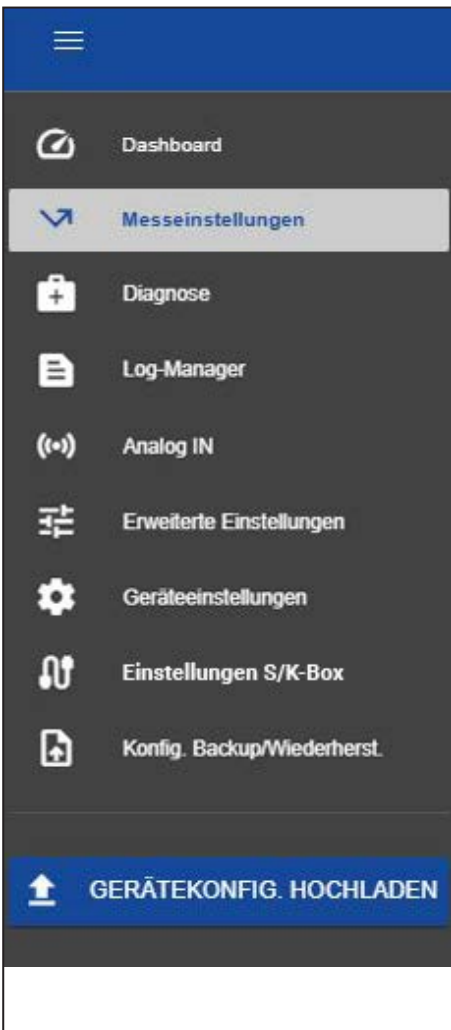 Dashboard
Messeinstellungen
Diagnose
Log-Manager
Analog IN
Erweiterte Einstellungen
Geräteeinstellungen
Einstellungen S/K-Box
Konfig. Backup/Wiederherst.
GERÄTEKONFIG. HOCHLADEN